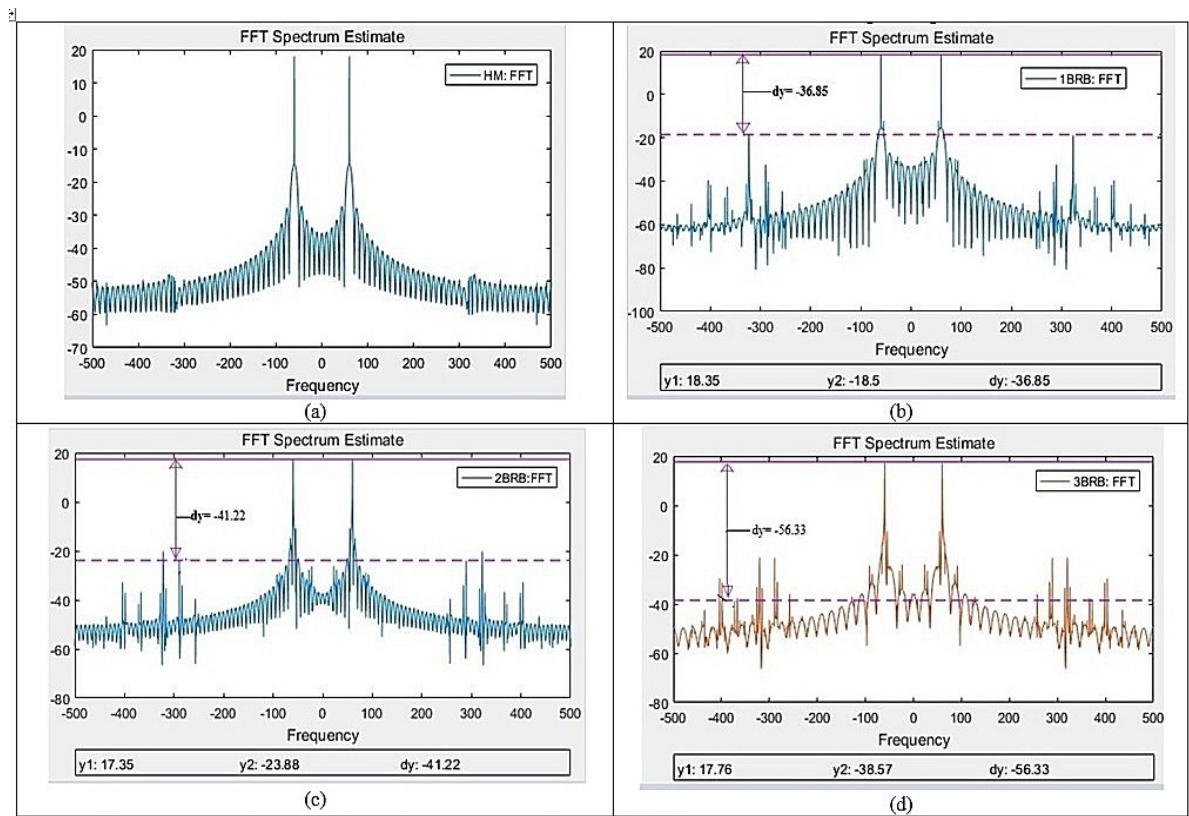 FFT Spectrum Estimate
HM: FFT
20
10
0
-10
-20
-30
-40
-50
-60
-70
-500 -400 -300 -200 -100 0 100 200 300 400 500
Frequency
(a)
FFT Spectrum Estimate
1BRB: FFT
dy= -36.85
20
0
-20
-40
-60
-80
-100
-500 -400 -300 -200 -100 0 100 200 300 400 500
Frequency
y1: 18.35 y2: -18.5 dy: -36.85
(b)
FFT Spectrum Estimate
2BRB:FFT
dy= -41.22
20
0
-20
-40
-60
-80
-500 -400 -300 -200 -100 0 100 200 300 400 500
Frequency
y1: 17.35 y2: -23.88 dy: -41.22
(c)
FFT Spectrum Estimate
3BRB: FFT
dy= -56.33
20
0
-20
-40
-60
-80
-500 -400 -300 -200 -100 0 100 200 300 400 500
Frequency
y1: 17.76 y2: -38.57 dy: -56.33
(d)